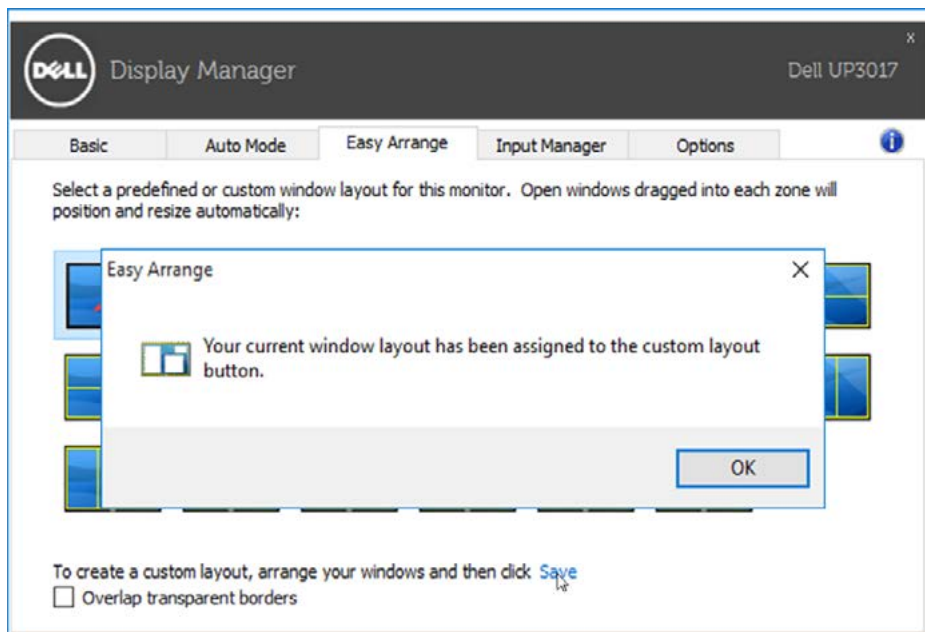 x
DELL Display Manager Dell UP3017
Basic Auto Mode Easy Arrange Input Manager Options i
Select a predefined or custom window layout for this monitor. Open windows dragged into each zone will
position and resize automatically:
Easy Arrange
Your current window layout has been assigned to the custom layout
button.
OK
To create a custom layout, arrange your windows and then click Save
Overlap transparent borders